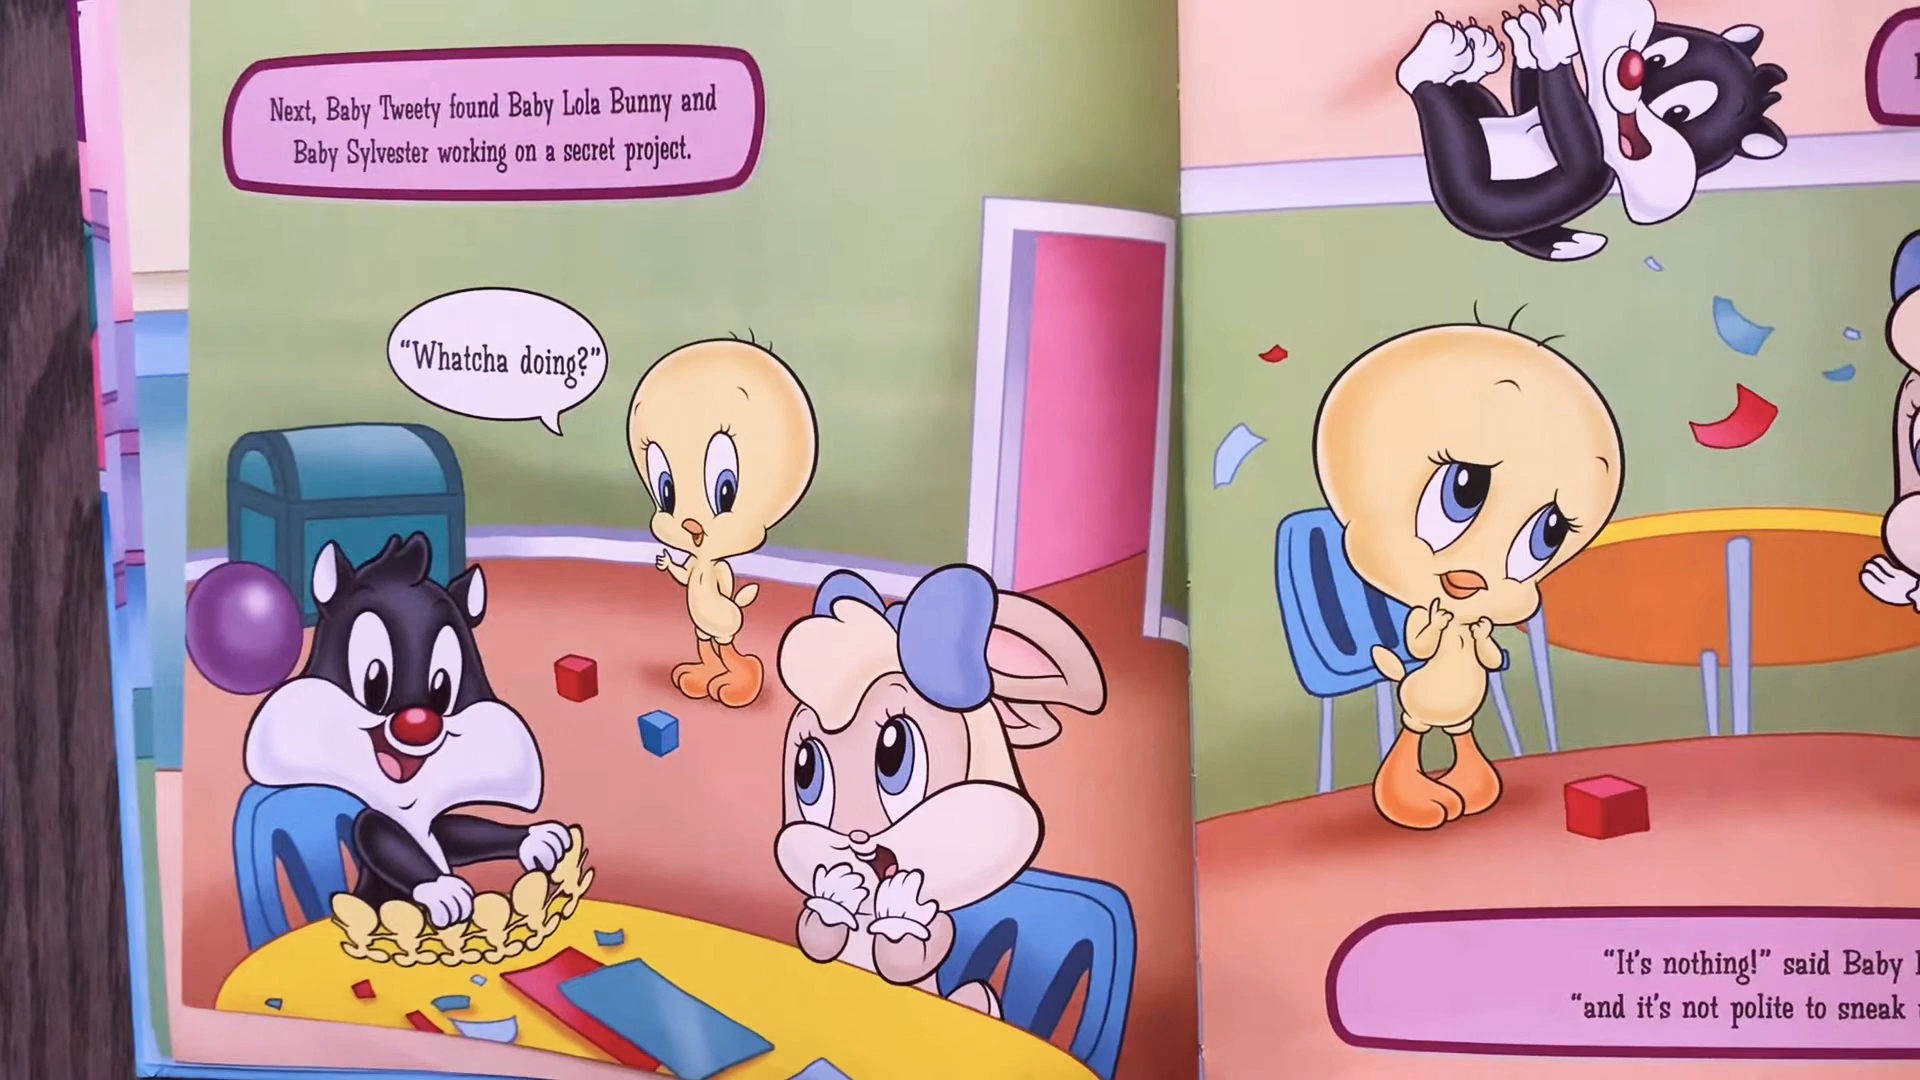 Next, Baby Tweety found Baby Lola Bunny and
Baby Sylvester working on a secret project.
“Whatcha doing?”
“It's nothing!” said Baby
“and it's not polite to sneak